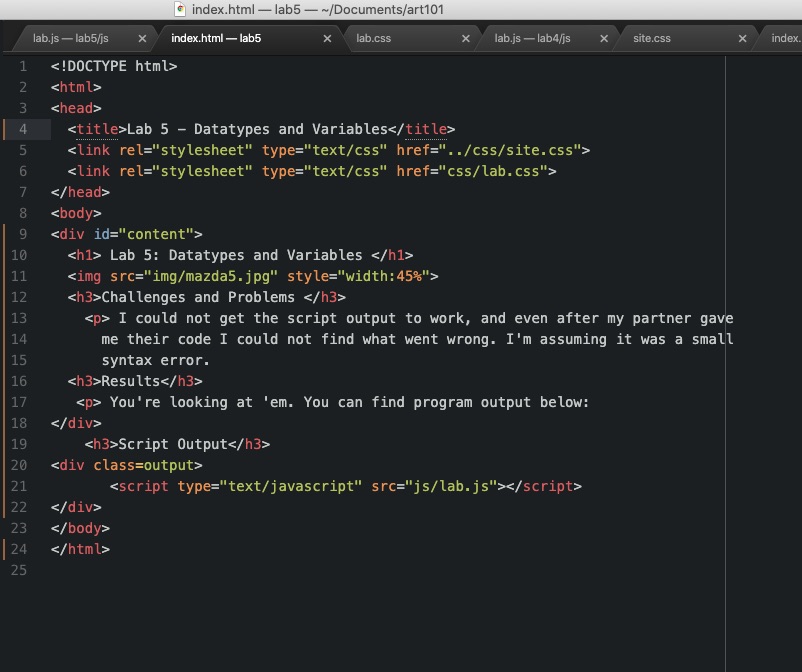 index.html — lab5 — ~/Documents/art101
lab.js — lab5/js × index.html — lab5 × lab.css × lab.js — lab4/js × site.css × index.
1 <!DOCTYPE html>
2 <html>
3 <head>
4 <title>Lab 5 – Datatypes and Variables</title>
5 <link rel="stylesheet" type="text/css" href="../css/site.css">
6 <link rel="stylesheet" type="text/css" href="css/lab.css">
7 </head>
8 <body>
9 <div id="content">
10 <h1> Lab 5: Datatypes and Variables </h1>
11 <img src="img/mazda5.jpg" style="width:45%">
12 <h3>Challenges and Problems </h3>
13 <p> I could not get the script output to work, and even after my partner gave
14 me their code I could not find what went wrong. I'm assuming it was a small
15 syntax error.
16 <h3>Results</h3>
17 <p> You're looking at 'em. You can find program output below:
18 </div>
19 <h3>Script Output</h3>
20 <div class=output>
21 <script type="text/javascript" src="js/lab.js"></script>
22 </div>
23 </body>
24 </html>
25